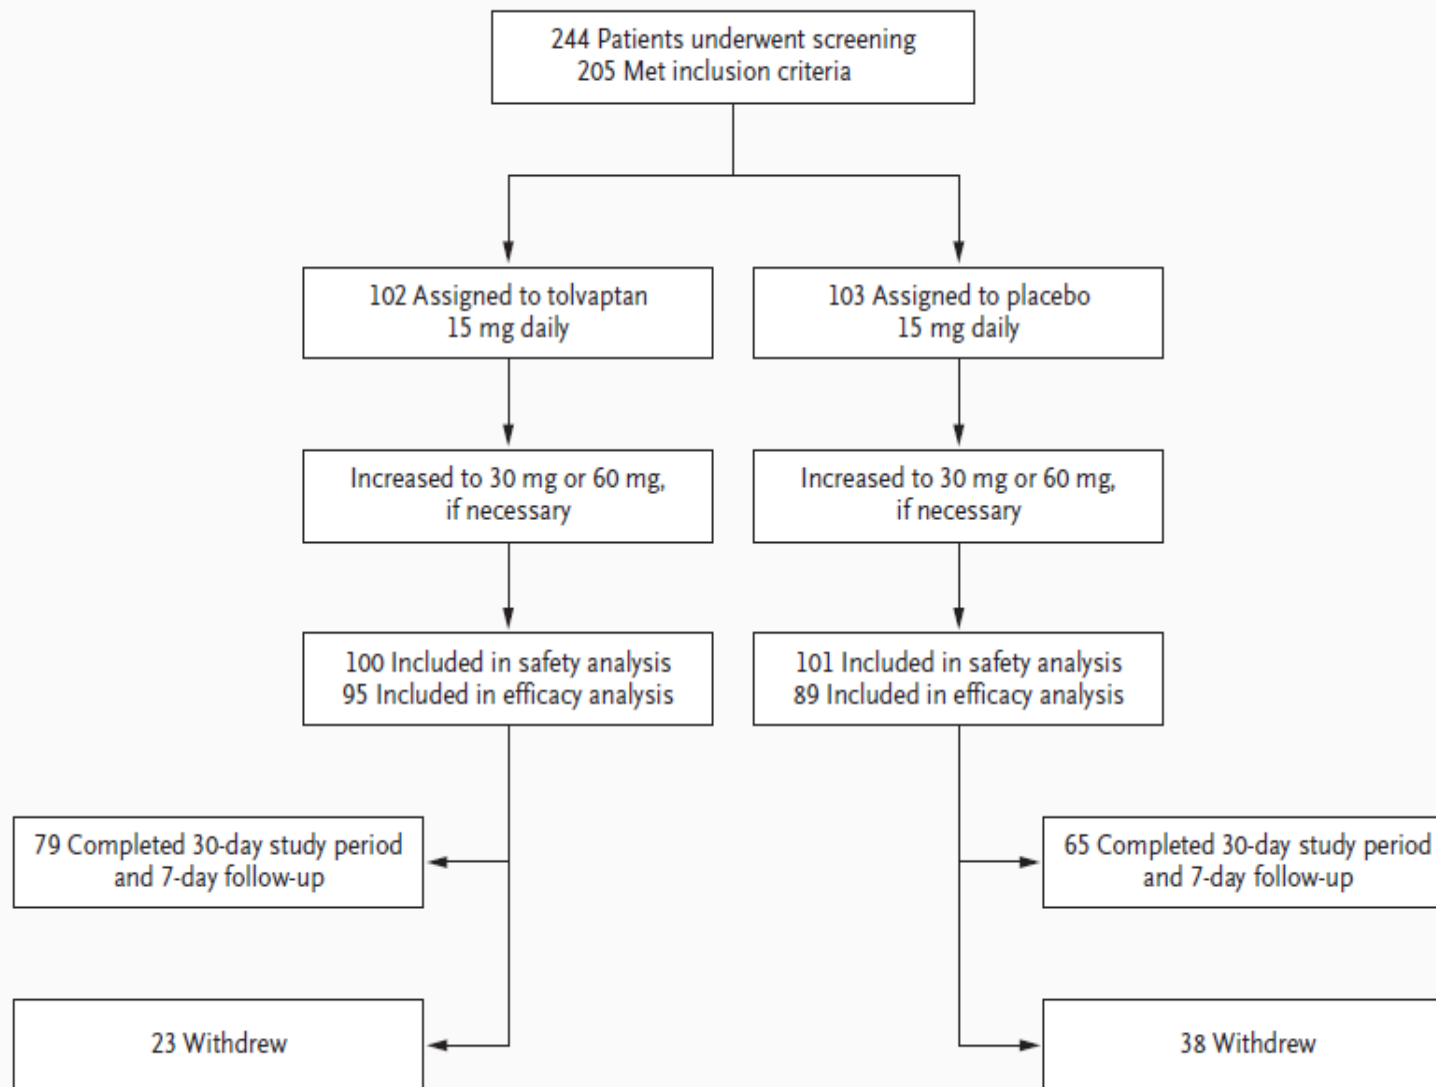 244 Patients underwent screening
205 Met inclusion criteria
102 Assigned to tolvaptan
15 mg daily
103 Assigned to placebo
15 mg daily
Increased to 30 mg or 60 mg,
if necessary
Increased to 30 mg or 60 mg,
if necessary
100 Included in safety analysis
95 Included in efficacy analysis
101 Included in safety analysis
89 Included in efficacy analysis
79 Completed 30-day study period
and 7-day follow-up
65 Completed 30-day study period
and 7-day follow-up
23 Withdrew
38 Withdrew